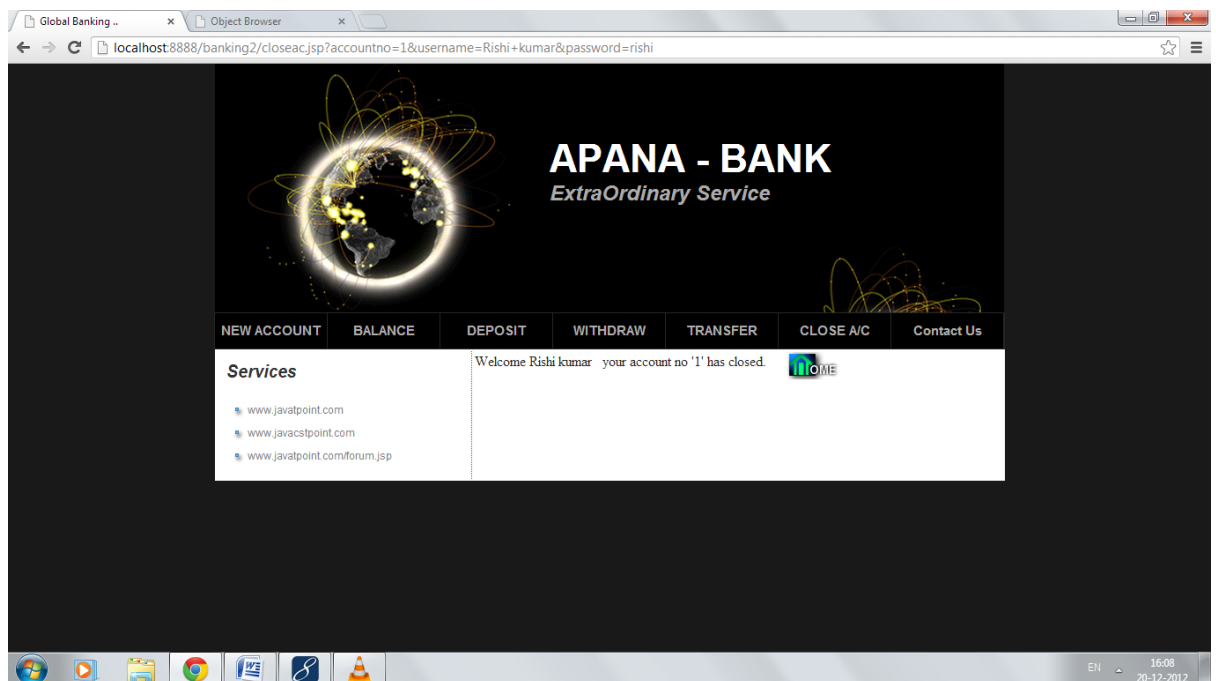 Global Banking ..
Object Browser
localhost:8888/banking2/closeac.jsp?accountno=1&username=Rishi+kumar&password=rishi
APANA - BANK
ExtraOrdinary Service
NEW ACCOUNT BALANCE DEPOSIT WITHDRAW TRANSFER CLOSE A/C Contact Us
Services
Welcome Rishi kumar your account no '1' has closed.
HOME
www.javatpoint.com
www.javacstpoint.com
www.javatpoint.com/forum.jsp
EN
16:08
20-12-2012